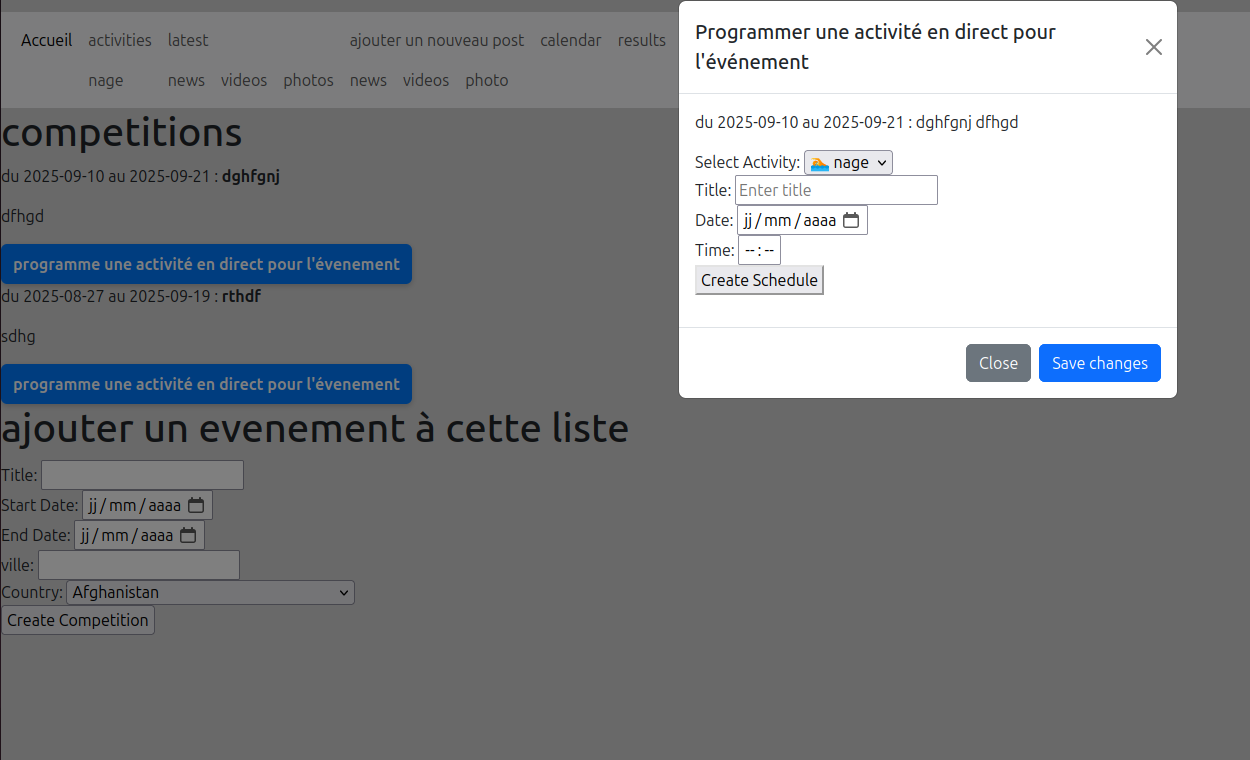 Accueil activities latest ajouter un nouveau post calendar results
nage news videos photos news videos photo
competitions
du 2025-09-10 au 2025-09-21 : dghfgnj
dfhgd
programme une activité en direct pour l'évenement
du 2025-08-27 au 2025-09-19 : rthdf
sdhg
programme une activité en direct pour l'évenement
ajouter un evenement à cette liste
Title:
Start Date: jj/mm/aaaa
End Date: jj/mm/aaaa
ville:
Country: Afghanistan
Create Competition
Programmer une activité en direct pour
l'événement
du 2025-09-10 au 2025-09-21 : dghfgnj dfhgd
Select Activity: 🏊 nage
Title: Enter title
Date: jj/mm/aaaa
Time: --:--
Create Schedule
Close Save changes